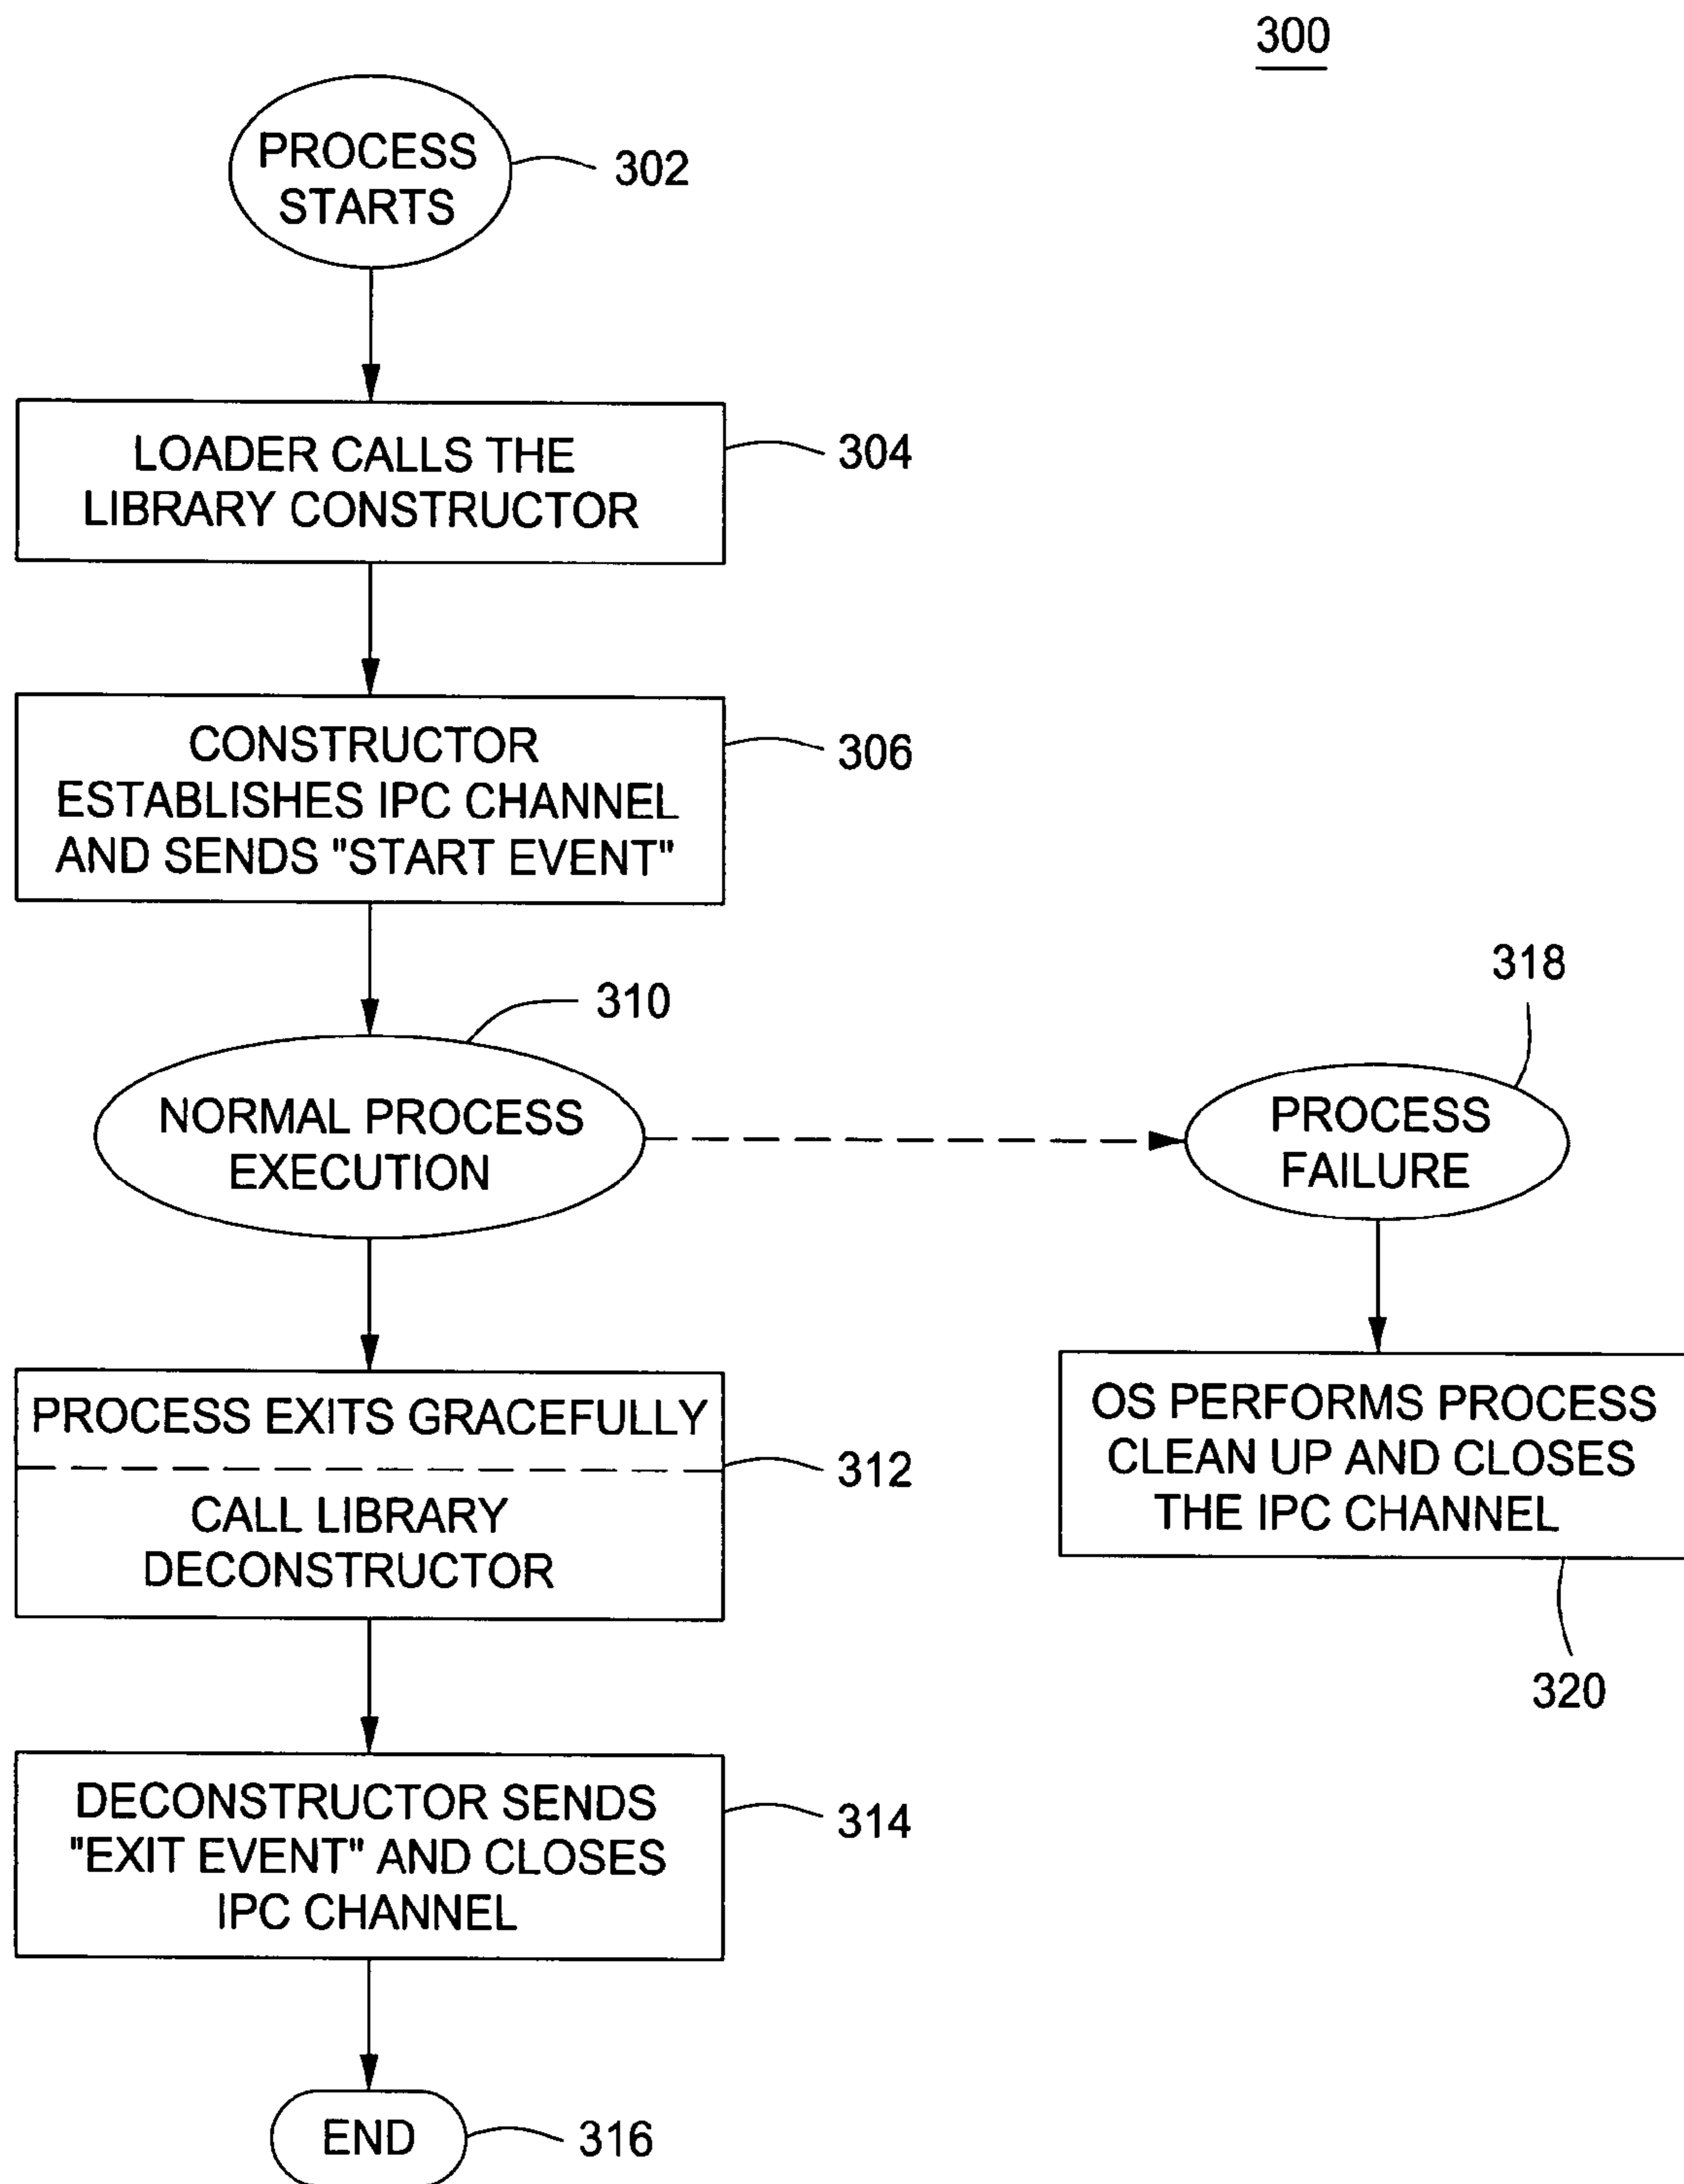 300
PROCESS
STARTS
302
LOADER CALLS THE
LIBRARY CONSTRUCTOR
304
CONSTRUCTOR
ESTABLISHES IPC CHANNEL
AND SENDS "START EVENT"
306
310
NORMAL PROCESS
EXECUTION
318
PROCESS
FAILURE
PROCESS EXITS GRACEFULLY
312
CALL LIBRARY
DECONSTRUCTOR
OS PERFORMS PROCESS
CLEAN UP AND CLOSES
THE IPC CHANNEL
320
DECONSTRUCTOR SENDS
"EXIT EVENT" AND CLOSES
IPC CHANNEL
314
END
316